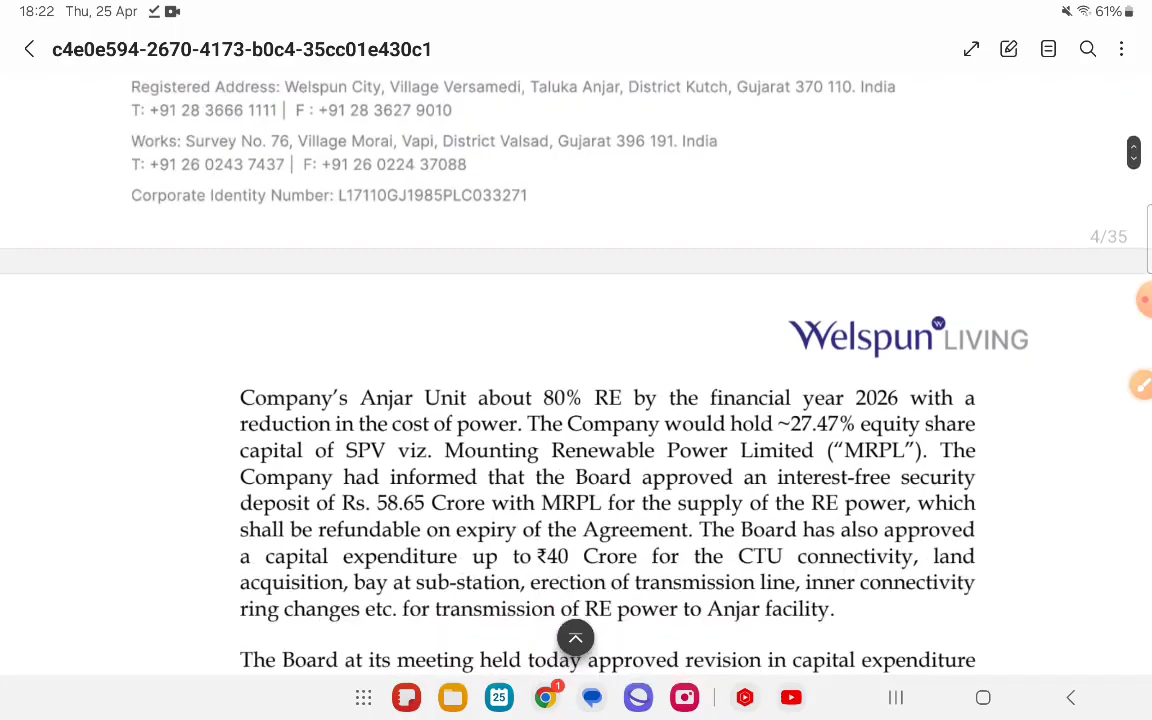 18:22 Thu, 25 Apr 61%
c4e0e594-2670-4173-b0c4-35cc01e430c1
Registered Address: Welspun City, Village Versamedi, Taluka Anjar, District Kutch, Gujarat 370 110. India
T: +91 28 3666 1111 | F : +91 28 3627 9010
Works: Survey No. 76, Village Morai, Vapi, District Valsad, Gujarat 396 191. India
T: +91 26 0243 7437 | F: +91 26 0224 37088
Corporate Identity Number: L17110GJ1985PLC033271
4/35
Welspun W LIVING
Company's Anjar Unit about 80% RE by the financial year 2026 with a
reduction in the cost of power. The Company would hold ~27.47% equity share
capital of SPV viz. Mounting Renewable Power Limited (“MRPL”). The
Company had informed that the Board approved an interest-free security
deposit of Rs. 58.65 Crore with MRPL for the supply of the RE power, which
shall be refundable on expiry of the Agreement. The Board has also approved
a capital expenditure up to ₹40 Crore for the CTU connectivity, land
acquisition, bay at sub-station, erection of transmission line, inner connectivity
ring changes etc. for transmission of RE power to Anjar facility.
The Board at its meeting held today approved revision in capital expenditure
25 1